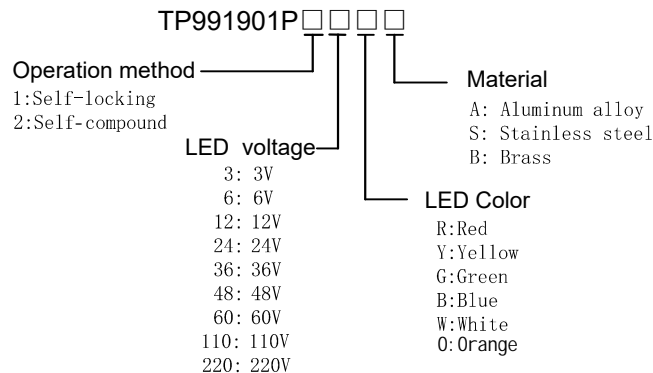 TP991901P□□□□
Operation method
1:Self-locking
2:Self-compound
LED voltage
3: 3V
6: 6V
12: 12V
24: 24V
36: 36V
48: 48V
60: 60V
110: 110V
220: 220V
Material
A: Aluminum alloy
S: Stainless steel
B: Brass
LED Color
R:Red
Y:Yellow
G:Green
B:Blue
W:White
O:Orange